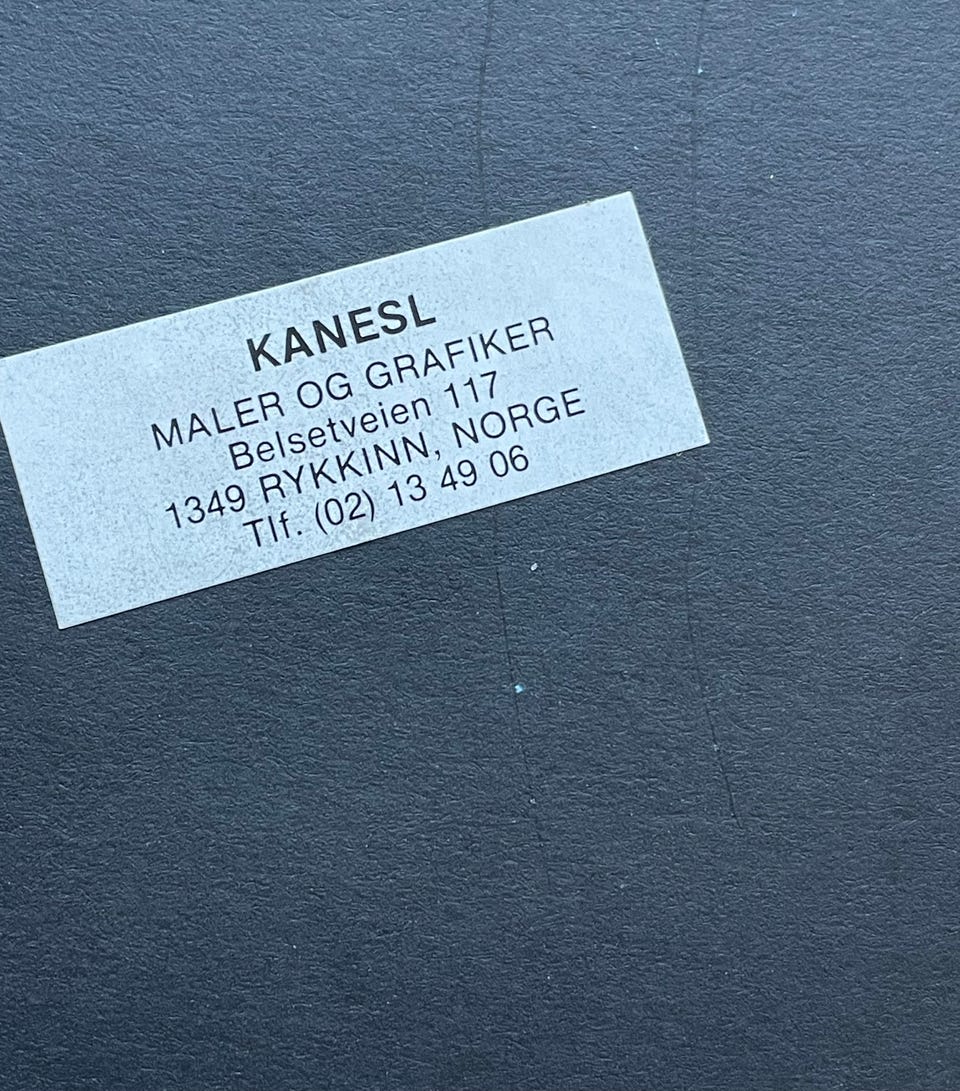 KANESL
MALER OG GRAFIKER
Belsetveien 117
1349 RYKKINN, NORGE
Tlf. (02) 13 49 06